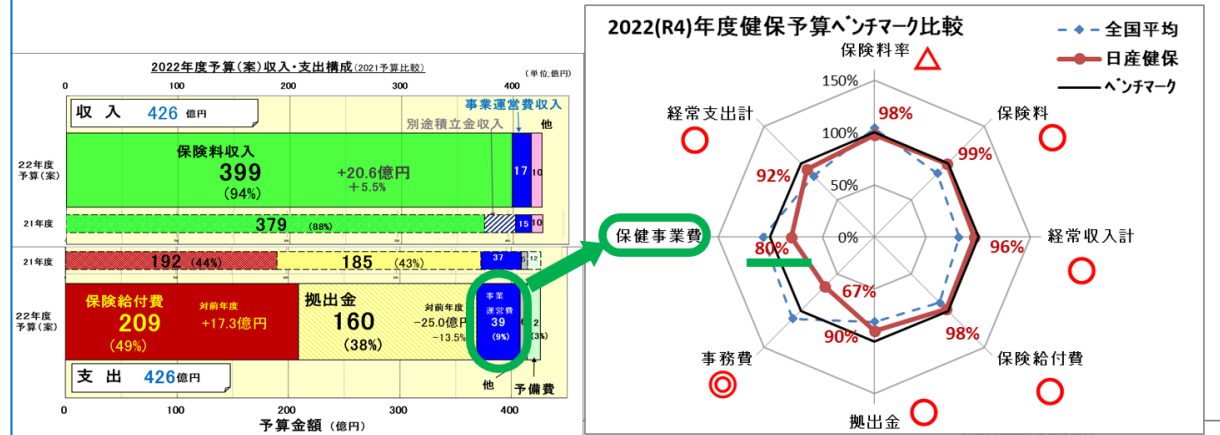 2022年度予算(案)収入・支出構成(2021予算比較)
(単位:億円)
0 100 200 300 400
収 入 426 億円
事業運営費収入
別途積立金収入
他
22年度
予算(案)
保険料収入
399
(94%)
+20.6億円
+5.5%
17
10
21年度
379 (88%)
15
10
21年度
192 (44%)
185 (43%)
37
12
22年度
予算(案)
保険給付費
209
(49%)
対前年度
+17.3億円
拠出金
160
(38%)
対前年度
-25.0億円
-13.5%
事業
運営費
39
(9%)
2
(3%)
支 出 426億円
他
予備費
0 100 200 300 400
予算金額 (億円)
2022(R4)年度健保予算ベンチマーク比較
全国平均
日産健保
ベンチマーク
保険料率
△
150%
100%
50%
0%
98%
保険料
○
99%
経常収入計
○
96%
保険給付費
○
98%
拠出金
○
90%
事務費
◎
67%
保健事業費
80%
経常支出計
○
92%